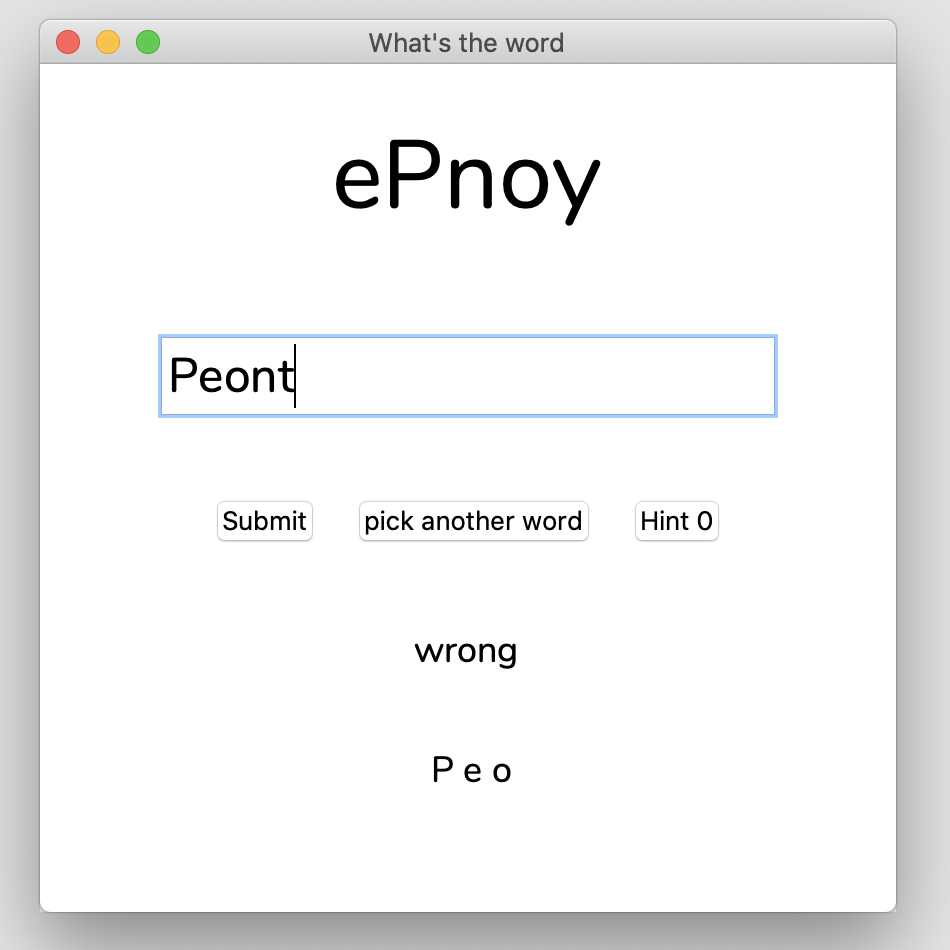 What's the word
ePnoy
Peont
Submit pick another word Hint 0
wrong
P e o